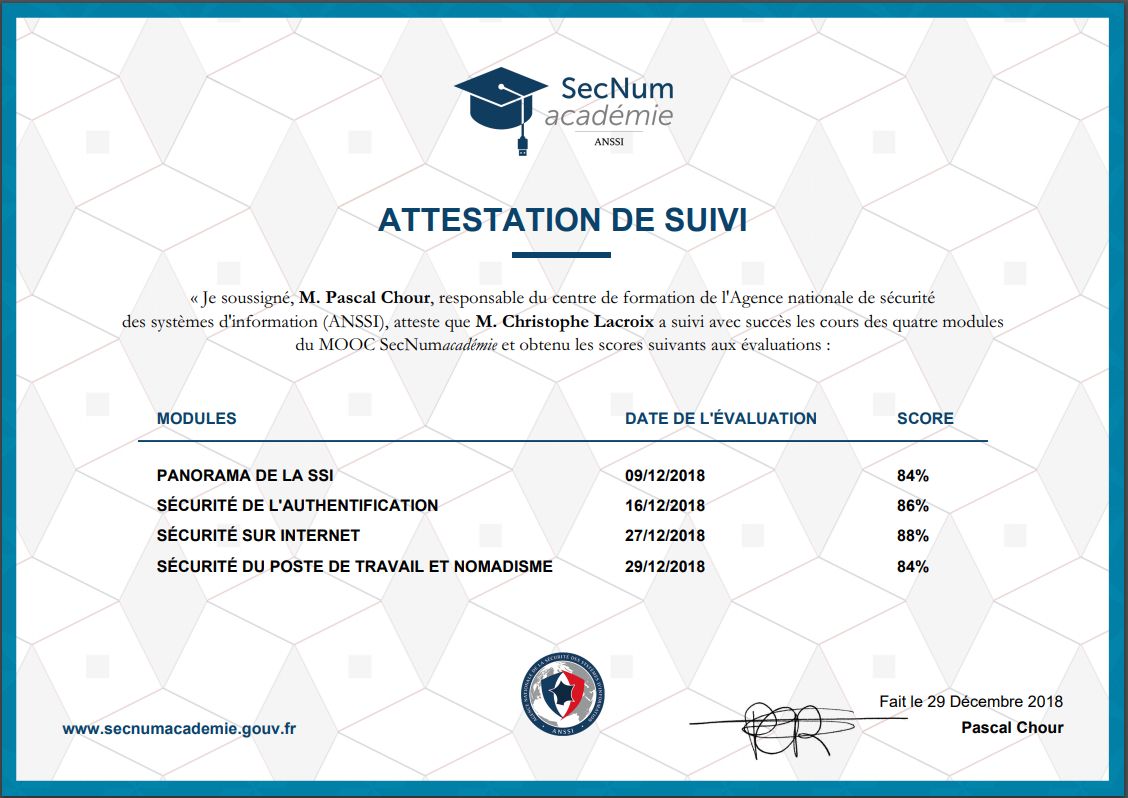 SecNum
académie
ANSSI
ATTESTATION DE SUIVI
« Je soussigné, M. Pascal Chour, responsable du centre de formation de l'Agence nationale de sécurité
des systèmes d'information (ANSSI), atteste que M. Christophe Lacroix a suivi avec succès les cours des quatre modules
du MOOC SecNumacadémie et obtenu les scores suivants aux évaluations :
MODULES DATE DE L'ÉVALUATION SCORE
PANORAMA DE LA SSI 09/12/2018 84%
SÉCURITÉ DE L'AUTHENTIFICATION 16/12/2018 86%
SÉCURITÉ SUR INTERNET 27/12/2018 88%
SÉCURITÉ DU POSTE DE TRAVAIL ET NOMADISME 29/12/2018 84%
AGENCE NATIONALE DE LA SÉCURITÉ DES SYSTÈMES D'INFORMATION
ANSSI
Fait le 29 Décembre 2018
www.secnumacademie.gouv.fr
Pascal Chour